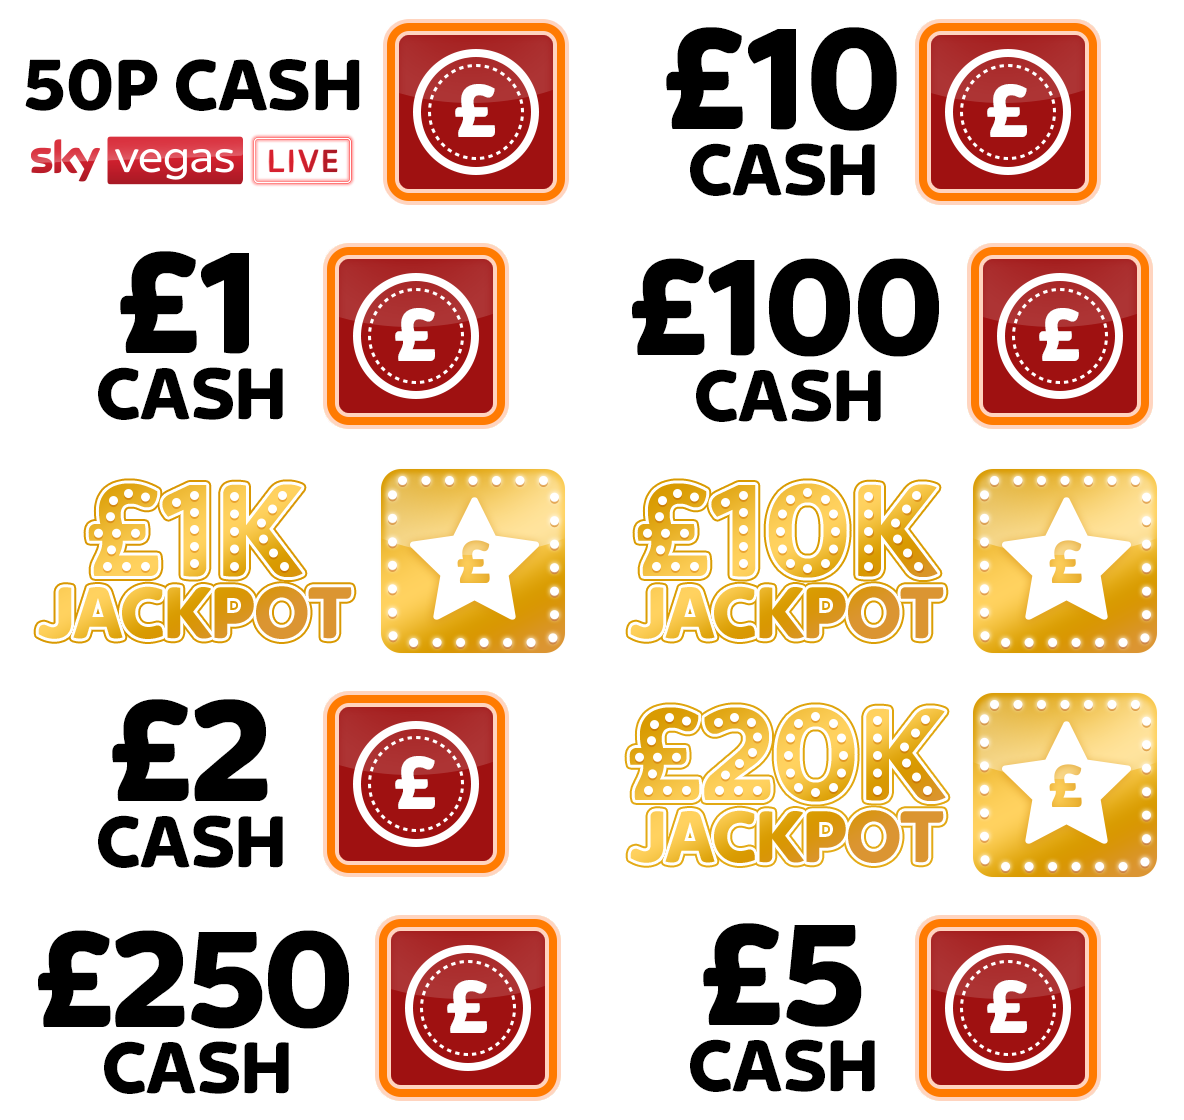 50P CASH
sky vegas LIVE
£
£10
CASH
£
£1
CASH
£
£100
CASH
£
£1K
JACKPOT
£
£10K
JACKPOT
£
£2
CASH
£
£20K
JACKPOT
£
£250
CASH
£
£5
CASH
£